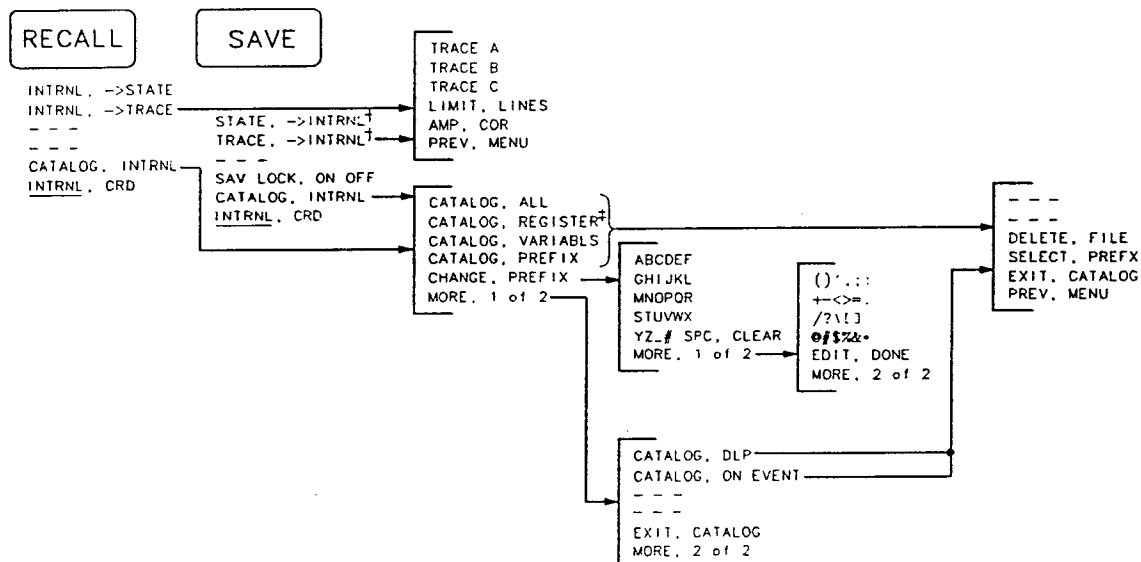 RECALL
SAVE
INTRNL, ->STATE
INTRNL, ->TRACE
– – –
– – –
CATALOG, INTRNL
INTRNL, CRD
STATE, ->INTRNL†
TRACE, ->INTRNL†
– – –
SAV LOCK, ON OFF
CATALOG, INTRNL
INTRNL, CRD
TRACE A
TRACE B
TRACE C
LIMIT, LINES
AMP, COR
PREV, MENU
CATALOG, ALL
CATALOG, REGISTER‡
CATALOG, VARIABLS
CATALOG, PREFIX
CHANGE, PREFIX
MORE, 1 of 2
ABCDEF
GHIJKL
MNOPQR
STUVWX
YZ_# SPC, CLEAR
MORE, 1 of 2
()',;:
+-<>=.
/?\[]
@#$%&*
EDIT, DONE
MORE, 2 of 2
– – –
– – –
DELETE, FILE
SELECT, PREFX
EXIT, CATALOG
PREV, MENU
CATALOG, DLP
CATALOG, ON EVENT
– – –
– – –
EXIT, CATALOG
MORE, 2 of 2